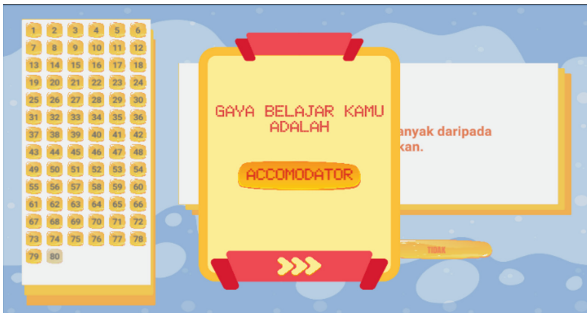 1 2 3 4 5 6
7 8 9 10 11 12
13 14 15 16 17 18
19 20 21 22 23 24
25 26 27 28 29 30
31 32 33 34 35 36
37 38 39 40 41 42
43 44 45 46 47 48
49 50 51 52 53 54
55 56 57 58 59 60
61 62 63 64 65 66
67 68 69 70 71 72
73 74 75 76 77 78
79 80
GAYA BELAJAR KAMU
ADALAH
ACCOMODATOR
anyak daripada
kan.
TIDAK